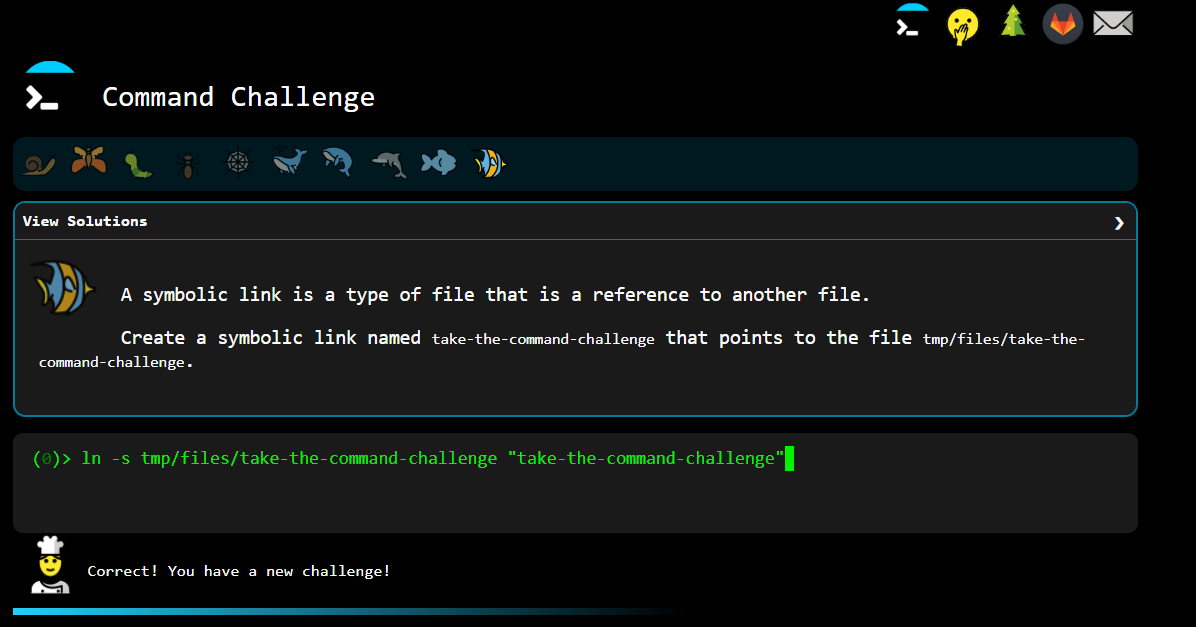 Command Challenge
View Solutions
A symbolic link is a type of file that is a reference to another file.
Create a symbolic link named take-the-command-challenge that points to the file tmp/files/take-the-
command-challenge.
(0)> ln -s tmp/files/take-the-command-challenge "take-the-command-challenge"
Correct! You have a new challenge!